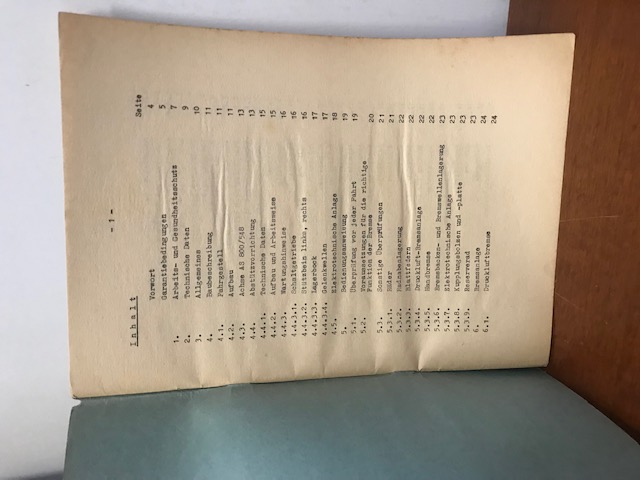 - 1 -
Inhalt
Seite
Vorwort 4
Garantiebedingungen 5
1. Arbeits- und Gesundheitsschutz 7
2. Technische Daten 9
3. Allgemeines 10
4. Baubeschreibung 11
4.1. Fahrgestell 11
4.2. Aufbau 11
4.3. Achse AS 800/548 13
4.4. Abstützvorrichtung 13
4.4.1. Technische Daten 15
4.4.2. Aufbau und Arbeitsweise 15
4.4.3. Wartungshinweise 16
4.4.3.1. Schaltgetriebe 16
4.4.3.2. Stützbein links, rechts 16
4.4.3.3. Lagerbock 17
4.4.3.4. Gelenkwellen 17
4.5. Elektrotechnische Anlage 18
5. Bedienungsanweisung 19
5.1. Überprüfung vor jeder Fahrt 19
5.2. Voraussetzungen für die richtige
Funktion der Bremse 20
5.3. Sonstige Überprüfungen 21
5.3.1. Räder 21
5.3.2. Radnabenlagerung 22
5.3.3. Blattfedern 22
5.3.4. Druckluft-Bremsanlage 22
5.3.5. Handbremse 22
5.3.6. Bremsbacken- und Bremswellenlagerung 23
5.3.7. Elektrotechnische Anlage 23
5.3.8. Kupplungsbolzen und -platte 23
5.3.9. Reserverad 23
6. Bremsanlage 24
6.1. Druckluftbremse 24